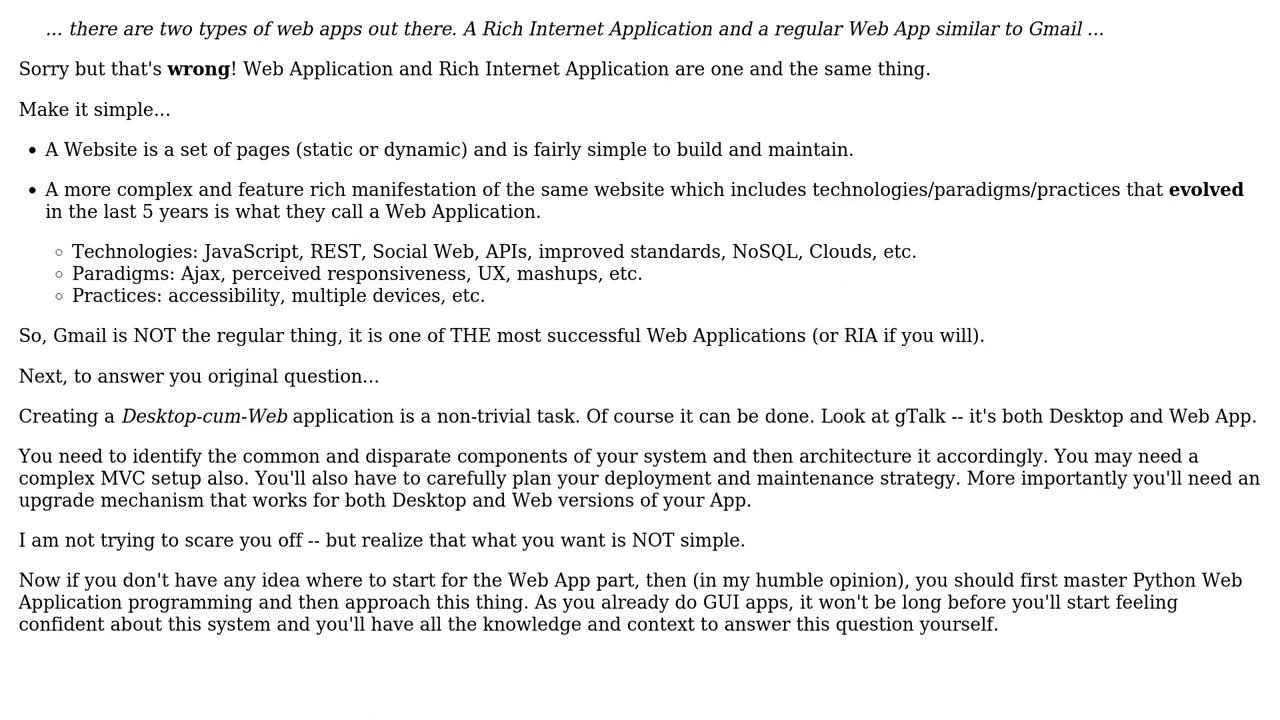 ... there are two types of web apps out there. A Rich Internet Application and a regular Web App similar to Gmail ...
Sorry but that's wrong! Web Application and Rich Internet Application are one and the same thing.
Make it simple...
• A Website is a set of pages (static or dynamic) and is fairly simple to build and maintain.
• A more complex and feature rich manifestation of the same website which includes technologies/paradigms/practices that evolved
in the last 5 years is what they call a Web Application.
◦ Technologies: JavaScript, REST, Social Web, APIs, improved standards, NoSQL, Clouds, etc.
◦ Paradigms: Ajax, perceived responsiveness, UX, mashups, etc.
◦ Practices: accessibility, multiple devices, etc.
So, Gmail is NOT the regular thing, it is one of THE most successful Web Applications (or RIA if you will).
Next, to answer you original question...
Creating a Desktop-cum-Web application is a non-trivial task. Of course it can be done. Look at gTalk -- it's both Desktop and Web App.
You need to identify the common and disparate components of your system and then architecture it accordingly. You may need a
complex MVC setup also. You'll also have to carefully plan your deployment and maintenance strategy. More importantly you'll need an
upgrade mechanism that works for both Desktop and Web versions of your App.
I am not trying to scare you off -- but realize that what you want is NOT simple.
Now if you don't have any idea where to start for the Web App part, then (in my humble opinion), you should first master Python Web
Application programming and then approach this thing. As you already do GUI apps, it won't be long before you'll start feeling
confident about this system and you'll have all the knowledge and context to answer this question yourself.